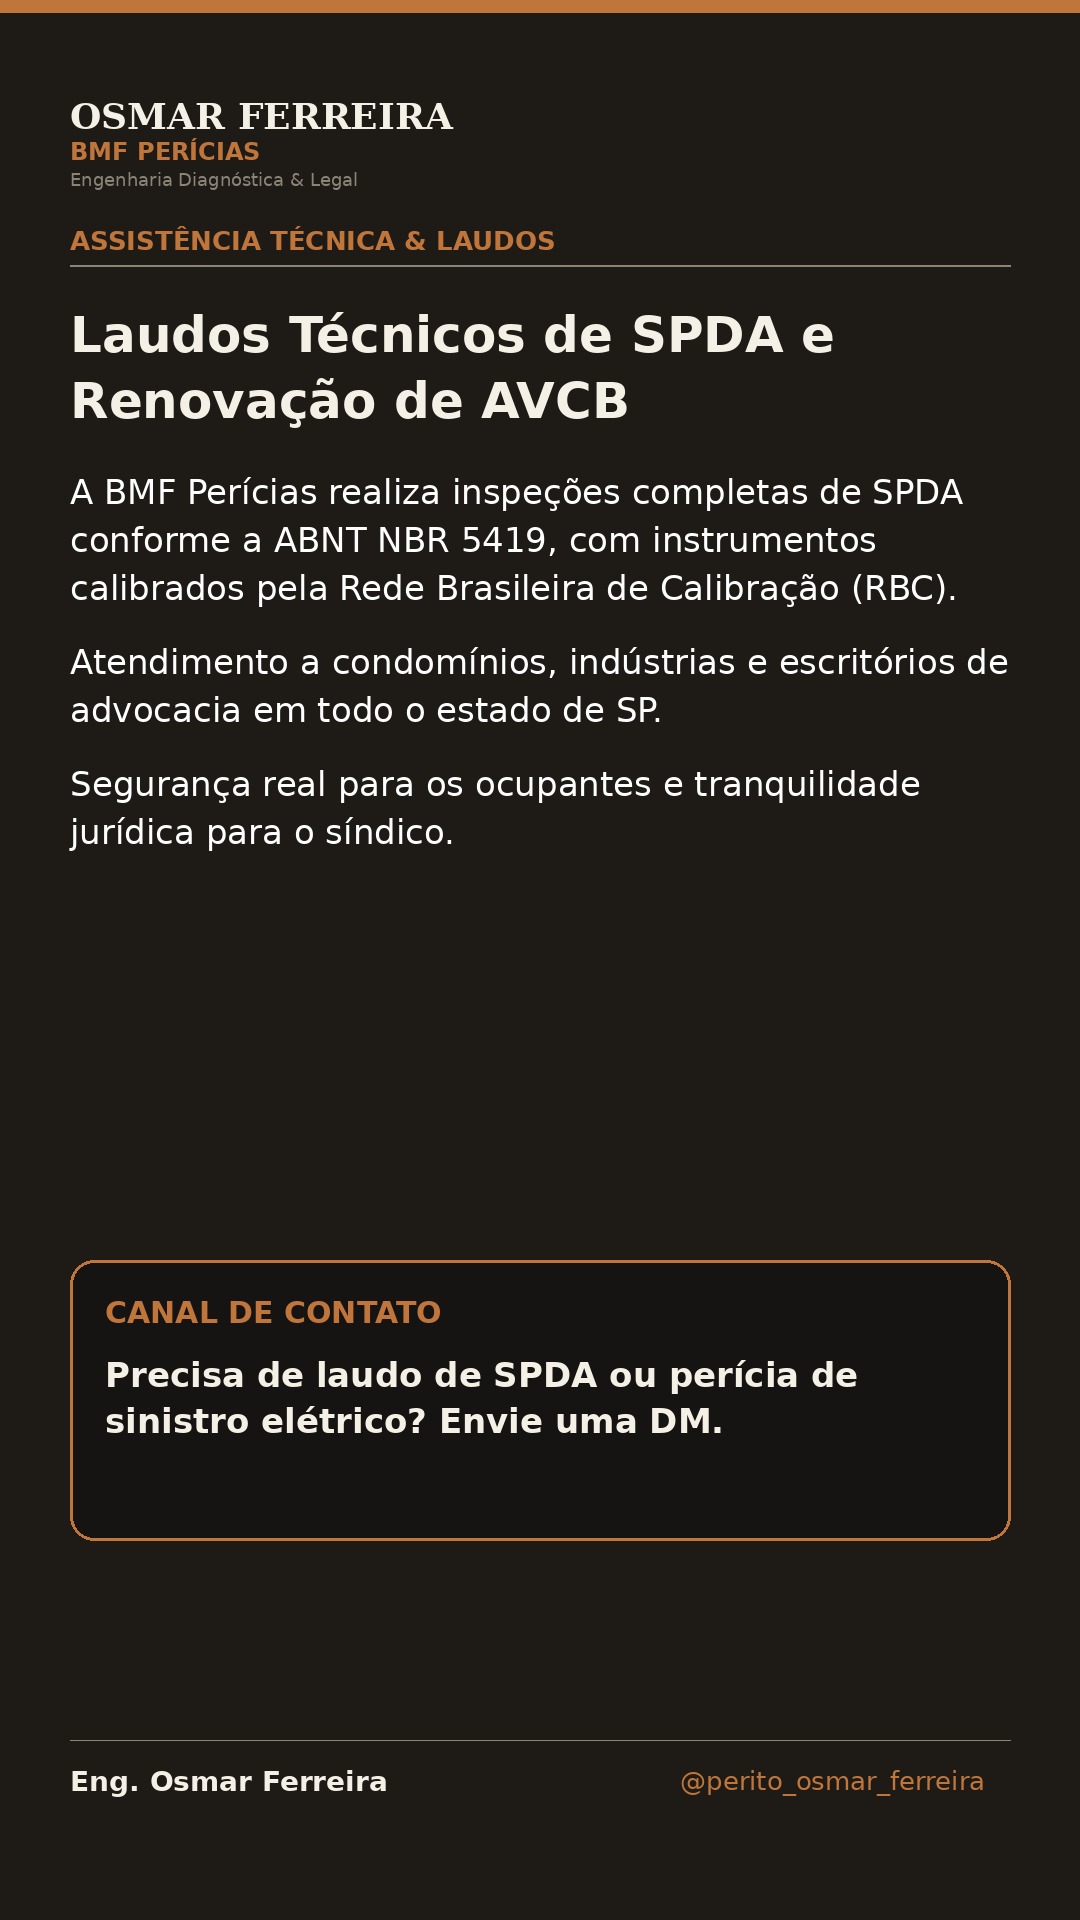 OSMAR FERREIRA
BMF PERÍCIAS
Engenharia Diagnóstica & Legal
ASSISTÊNCIA TÉCNICA & LAUDOS
Laudos Técnicos de SPDA e
Renovação de AVCB
A BMF Perícias realiza inspeções completas de SPDA
conforme a ABNT NBR 5419, com instrumentos
calibrados pela Rede Brasileira de Calibração (RBC).
Atendimento a condomínios, indústrias e escritórios de
advocacia em todo o estado de SP.
Segurança real para os ocupantes e tranquilidade
jurídica para o síndico.
CANAL DE CONTATO
Precisa de laudo de SPDA ou perícia de
sinistro elétrico? Envie uma DM.
Eng. Osmar Ferreira
@perito_osmar_ferreira